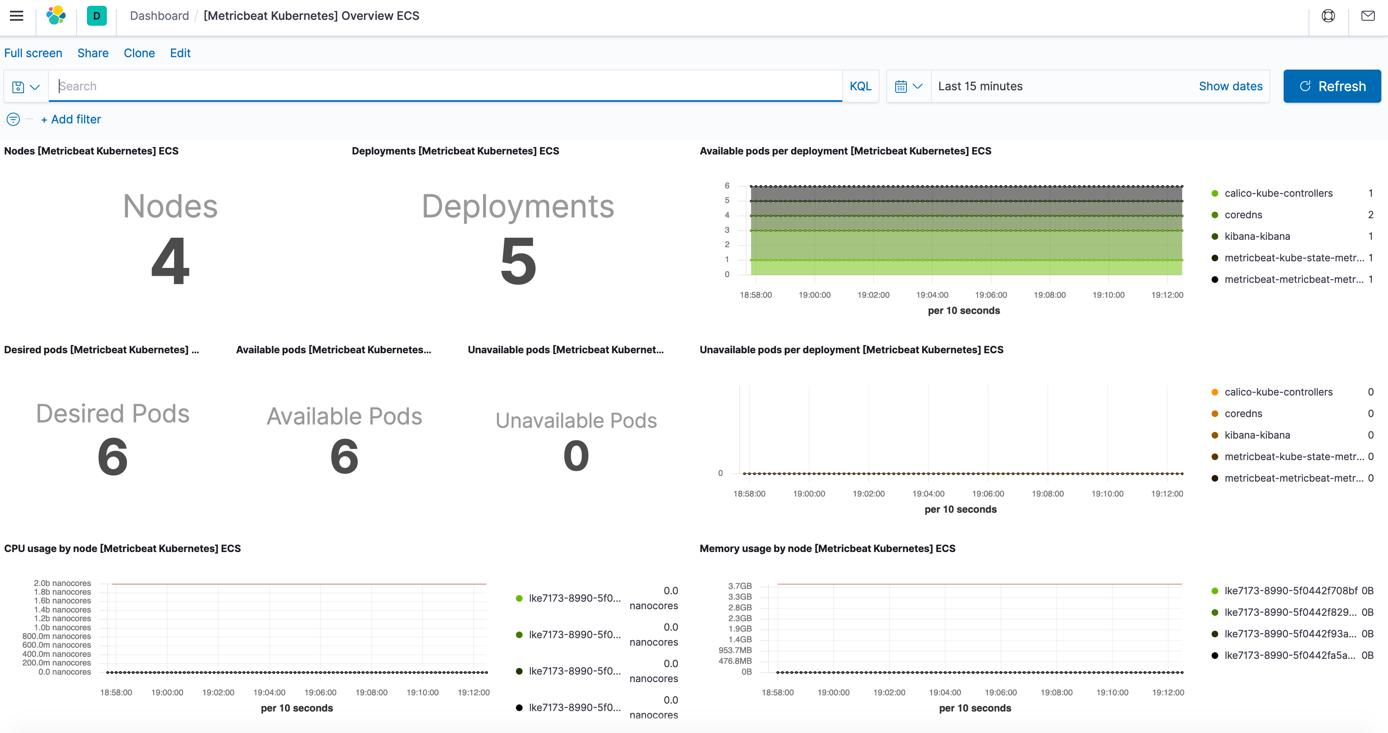 D Dashboard / [Metricbeat Kubernetes] Overview ECS
Full screen Share Clone Edit
Search KQL Last 15 minutes Show dates Refresh
+ Add filter
Nodes [Metricbeat Kubernetes] ECS
Nodes
4
Deployments [Metricbeat Kubernetes] ECS
Deployments
5
Available pods per deployment [Metricbeat Kubernetes] ECS
6
5
4
3
2
1
0
18:58:00 19:00:00 19:02:00 19:04:00 19:06:00 19:08:00 19:10:00 19:12:00
per 10 seconds
calico-kube-controllers 1
coredns 2
kibana-kibana 1
metricbeat-kube-state-metr... 1
metricbeat-metricbeat-metr... 1
Desired pods [Metricbeat Kubernetes] ...
Desired Pods
6
Available pods [Metricbeat Kubernetes...
Available Pods
6
Unavailable pods [Metricbeat Kubernet...
Unavailable Pods
0
Unavailable pods per deployment [Metricbeat Kubernetes] ECS
0
18:58:00 19:00:00 19:02:00 19:04:00 19:06:00 19:08:00 19:10:00 19:12:00
per 10 seconds
calico-kube-controllers 0
coredns 0
kibana-kibana 0
metricbeat-kube-state-metr... 0
metricbeat-metricbeat-metr... 0
CPU usage by node [Metricbeat Kubernetes] ECS
2.0b nanocores
1.8b nanocores
1.6b nanocores
1.4b nanocores
1.2b nanocores
1.0b nanocores
800.0m nanocores
600.0m nanocores
400.0m nanocores
200.0m nanocores
0.0 nanocores
18:58:00 19:00:00 19:02:00 19:04:00 19:06:00 19:08:00 19:10:00 19:12:00
per 10 seconds
lke7173-8990-5f0... 0.0
nanocores
lke7173-8990-5f0... 0.0
nanocores
lke7173-8990-5f0... 0.0
nanocores
lke7173-8990-5f0... 0.0
nanocores
Memory usage by node [Metricbeat Kubernetes] ECS
3.7GB
3.3GB
2.8GB
2.3GB
1.9GB
1.4GB
953.7MB
476.8MB
0B
18:58:00 19:00:00 19:02:00 19:04:00 19:06:00 19:08:00 19:10:00 19:12:00
per 10 seconds
lke7173-8990-5f0442f708bf 0B
lke7173-8990-5f0442f829... 0B
lke7173-8990-5f0442f93a... 0B
lke7173-8990-5f0442fa5a... 0B